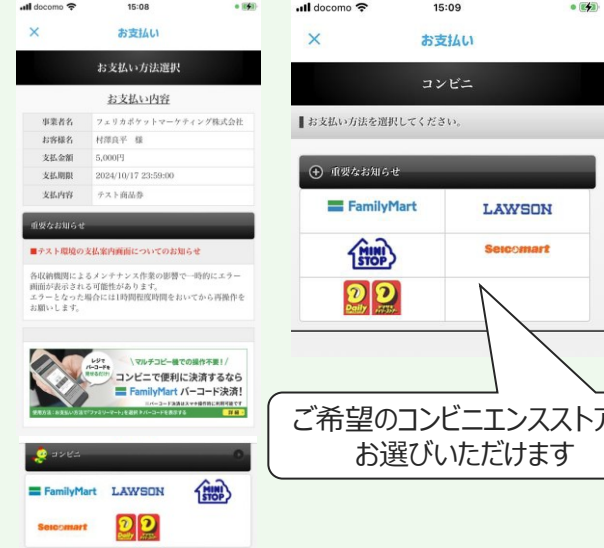 docomo 15:08
× お支払い
お支払い方法選択
お支払い内容
事業者名 フェリカポケットマーケティング株式会社
お客様名 村澤良平 様
支払金額 5,000円
支払期限 2024/10/17 23:59:00
支払内容 テスト商品券
重要なお知らせ
■テスト環境の支払案内画面についてのお知らせ
各収納機関によるメンテナンス作業の影響で一時的にエラー
画面が表示される可能性があります。
エラーとなった場合には1時間程度時間をおいてから再操作を
お願いします。
レジで
バーコードを
見せるだけ!
\マルチコピー機での操作不要!/
コンビニで便利に決済するなら
FamilyMart バーコード決済!
コンビニ
FamilyMart LAWSON MINI STOP
Seicomart Daily
docomo 15:09
× お支払い
コンビニ
お支払い方法を選択してください。
重要なお知らせ
FamilyMart LAWSON
MINI STOP Seicomart
Daily
ご希望のコンビニエンスストア
お選びいただけます